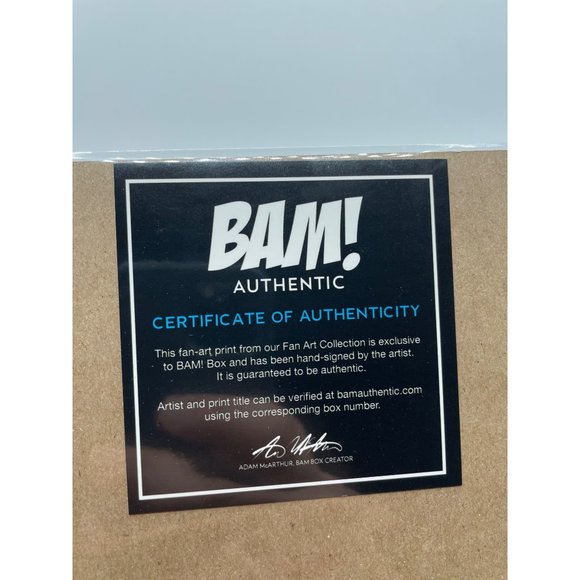 BAM!
AUTHENTIC
CERTIFICATE OF AUTHENTICITY
This fan-art print from our Fan Art Collection is exclusive
to BAM! Box and has been hand-signed by the artist.
It is guaranteed to be authentic.
Artist and print title can be verified at bamauthentic.com
using the corresponding box number.
ADAM McARTHUR, BAM BOX CREATOR